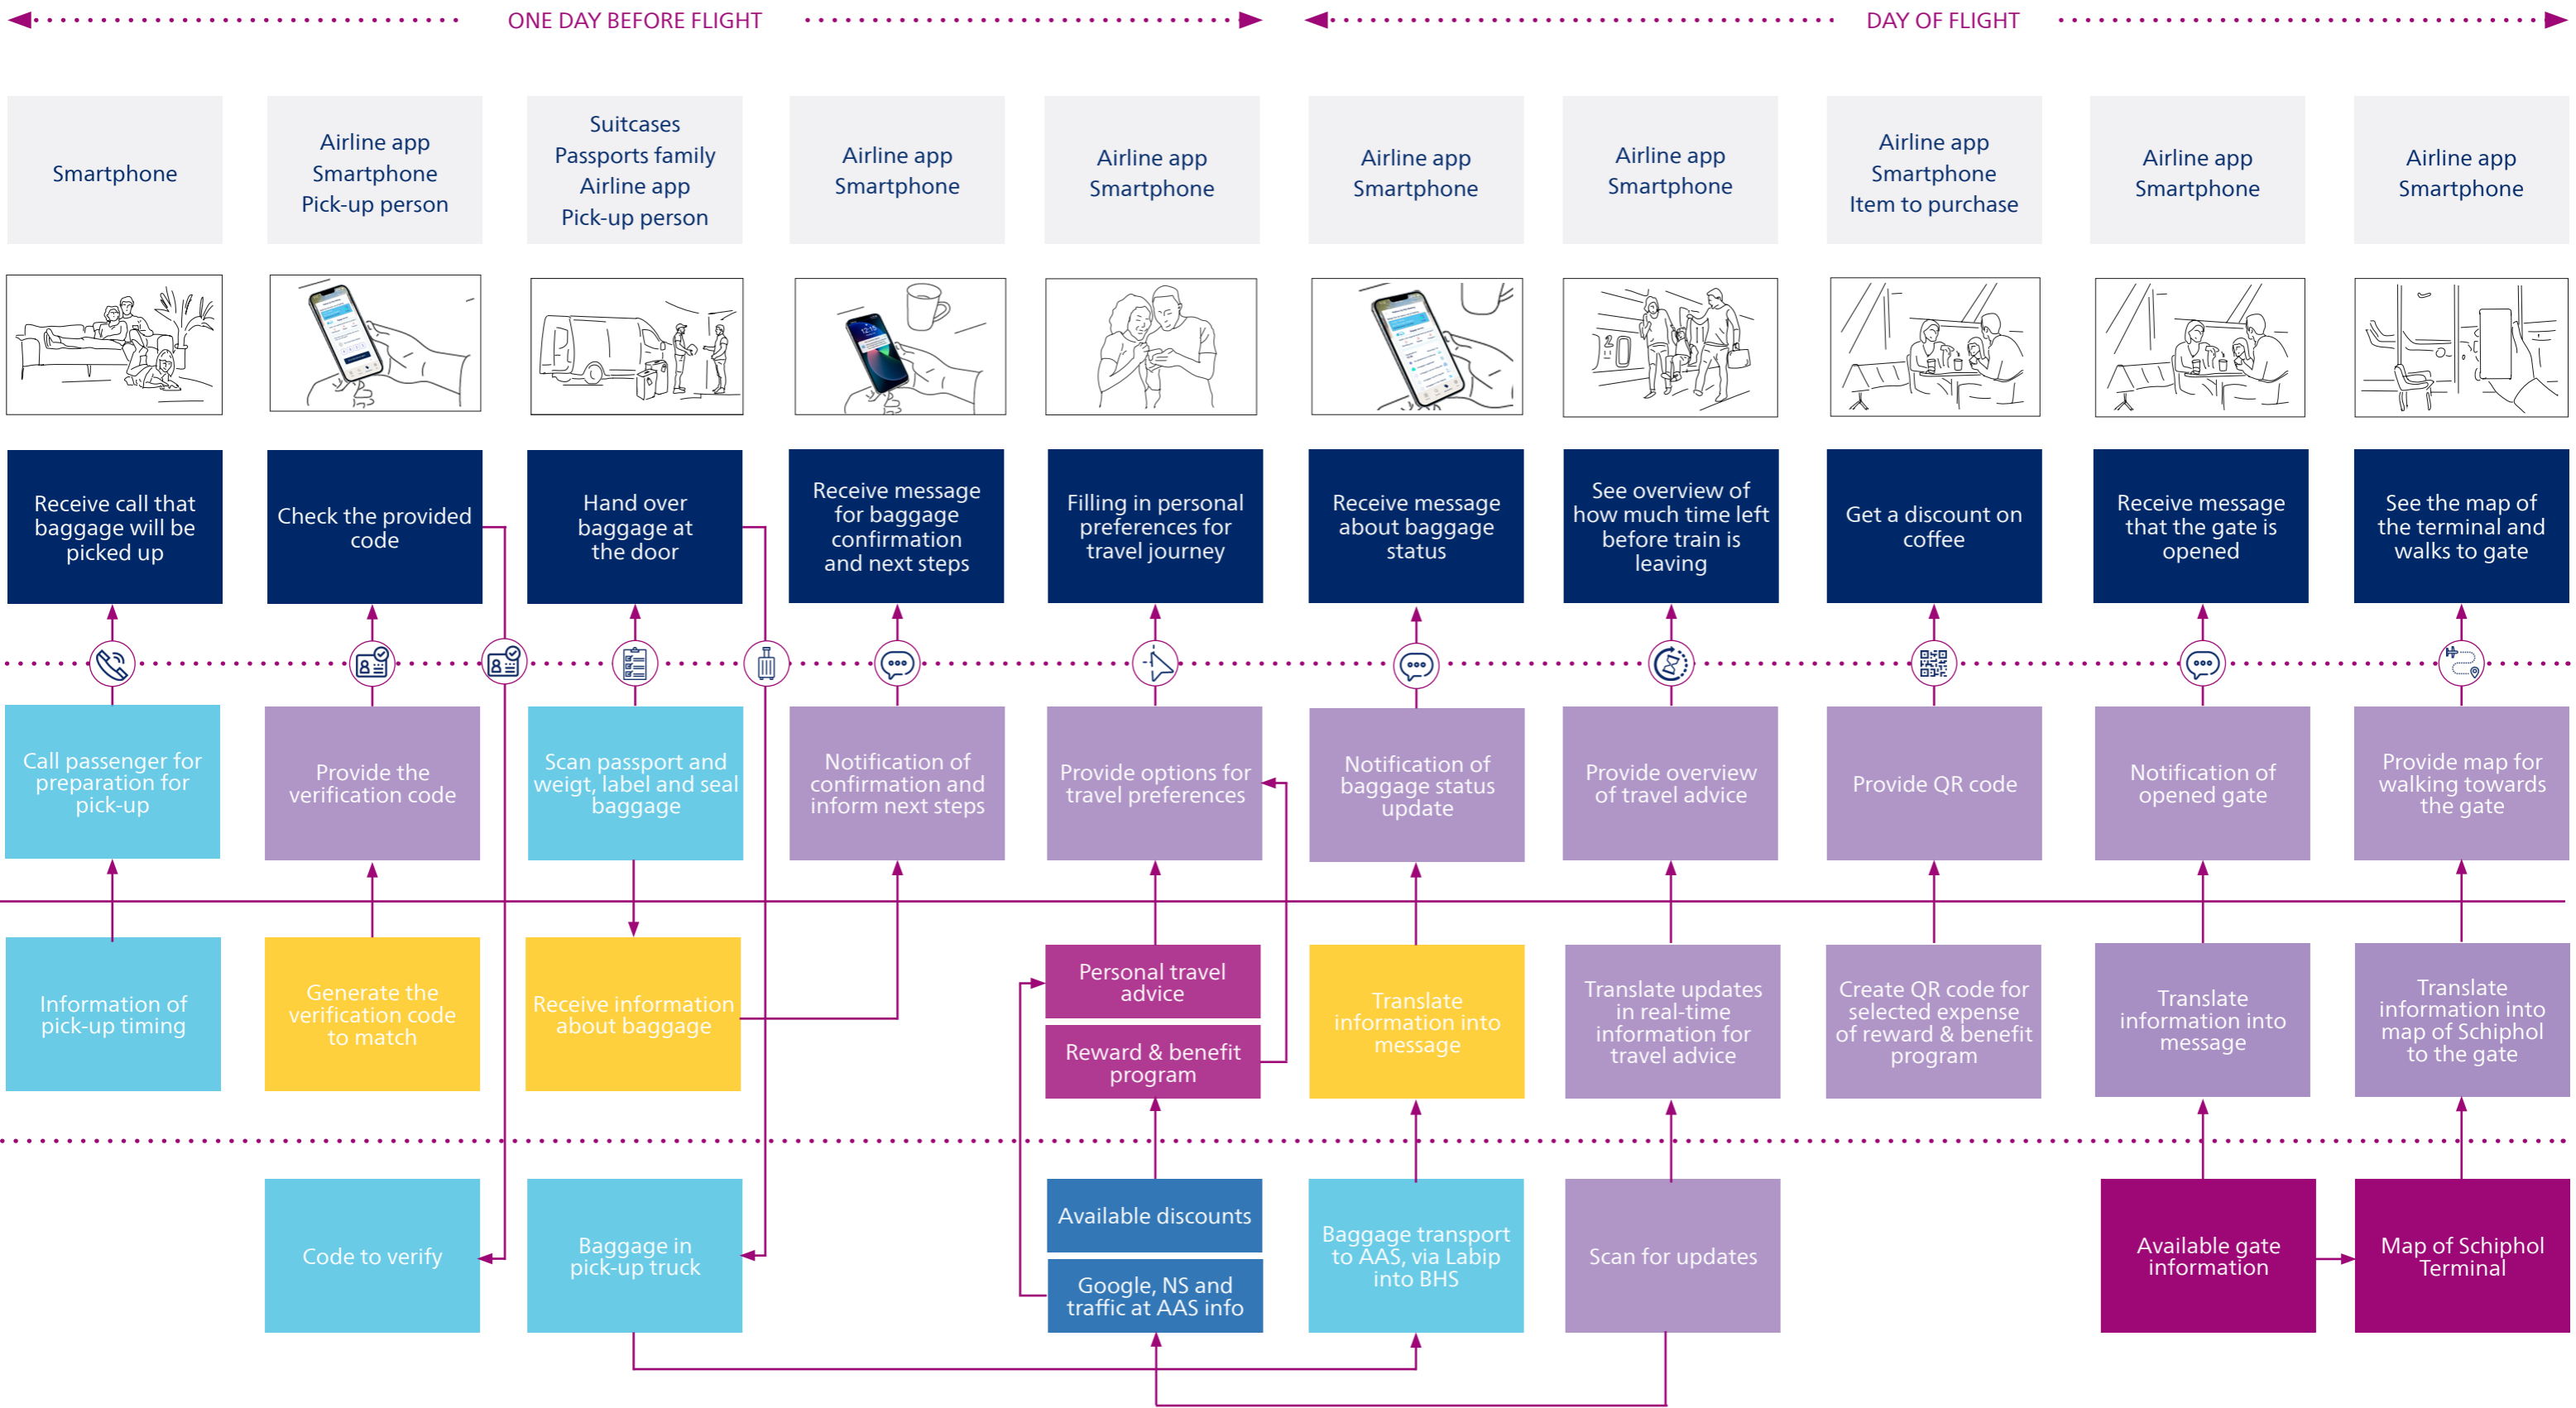 ONE DAY BEFORE FLIGHT
DAY OF FLIGHT
Smartphone
Airline app
Smartphone
Pick-up person
Suitcases
Passports family
Airline app
Pick-up person
Airline app
Smartphone
Airline app
Smartphone
Airline app
Smartphone
Airline app
Smartphone
Airline app
Smartphone
Item to purchase
Airline app
Smartphone
Airline app
Smartphone
Receive call that
baggage will be
picked up
Check the provided
code
Hand over
baggage at
the door
Receive message
for baggage
confirmation
and next steps
Filling in personal
preferences for
travel journey
Receive message
about baggage
status
See overview of
how much time left
before train is
leaving
Get a discount on
coffee
Receive message
that the gate is
opened
See the map of
the terminal and
walks to gate
Call passenger for
preparation for
pick-up
Provide the
verification code
Scan passport and
weigt, label and seal
baggage
Notification of
confirmation and
inform next steps
Provide options for
travel preferences
Notification of
baggage status
update
Provide overview
of travel advice
Provide QR code
Notification of
opened gate
Provide map for
walking towards
the gate
Information of
pick-up timing
Generate the
verification code
to match
Receive information
about baggage
Personal travel
advice
Reward & benefit
program
Translate
information into
message
Translate updates
in real-time
information for
travel advice
Create QR code for
selected expense
of reward & benefit
program
Translate
information into
message
Translate
information into
map of Schiphol
to the gate
Code to verify
Baggage in
pick-up truck
Available discounts
Google, NS and
traffic at AAS info
Baggage transport
to AAS, via Labip
into BHS
Scan for updates
Available gate
information
Map of Schiphol
Terminal